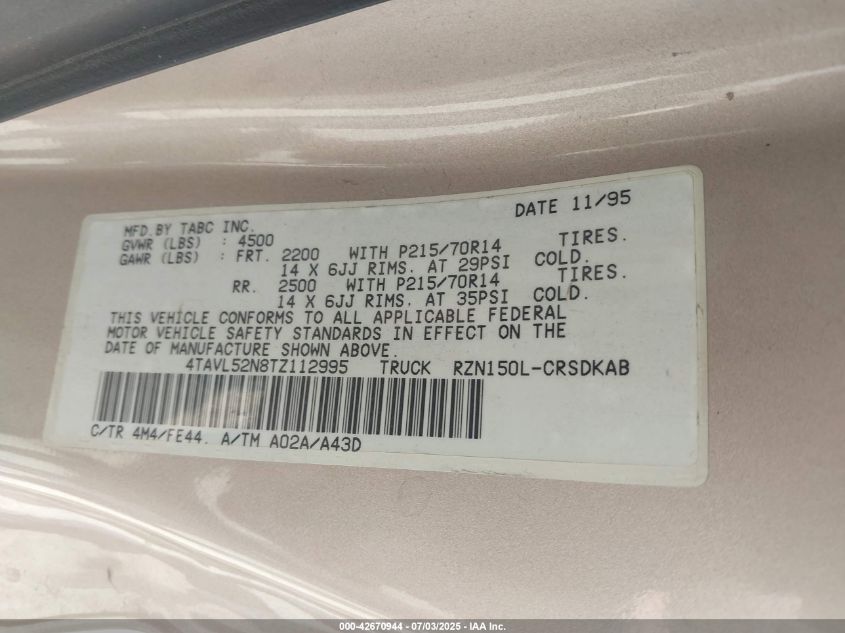 DATE 11/95
MFD.BY TABC INC.
GVWR (LBS) : 4500
GAWR (LBS) : FRT. 2200 WITH P215/70R14 TIRES.
14 X 6JJ RIMS. AT 29PSI COLD.
RR. 2500 WITH P215/70R14 TIRES.
14 X 6JJ RIMS. AT 35PSI COLD.
THIS VEHICLE CONFORMS TO ALL APPLICABLE FEDERAL
MOTOR VEHICLE SAFETY STANDARDS IN EFFECT ON THE
DATE OF MANUFACTURE SHOWN ABOVE.
4TAVL52N8TZ112995 TRUCK RZN150L-CRSDKAB
C/TR 4M4/FE44. A/TM A02A/A43D
000-42670944 - 07/03/2025 - IAA Inc.